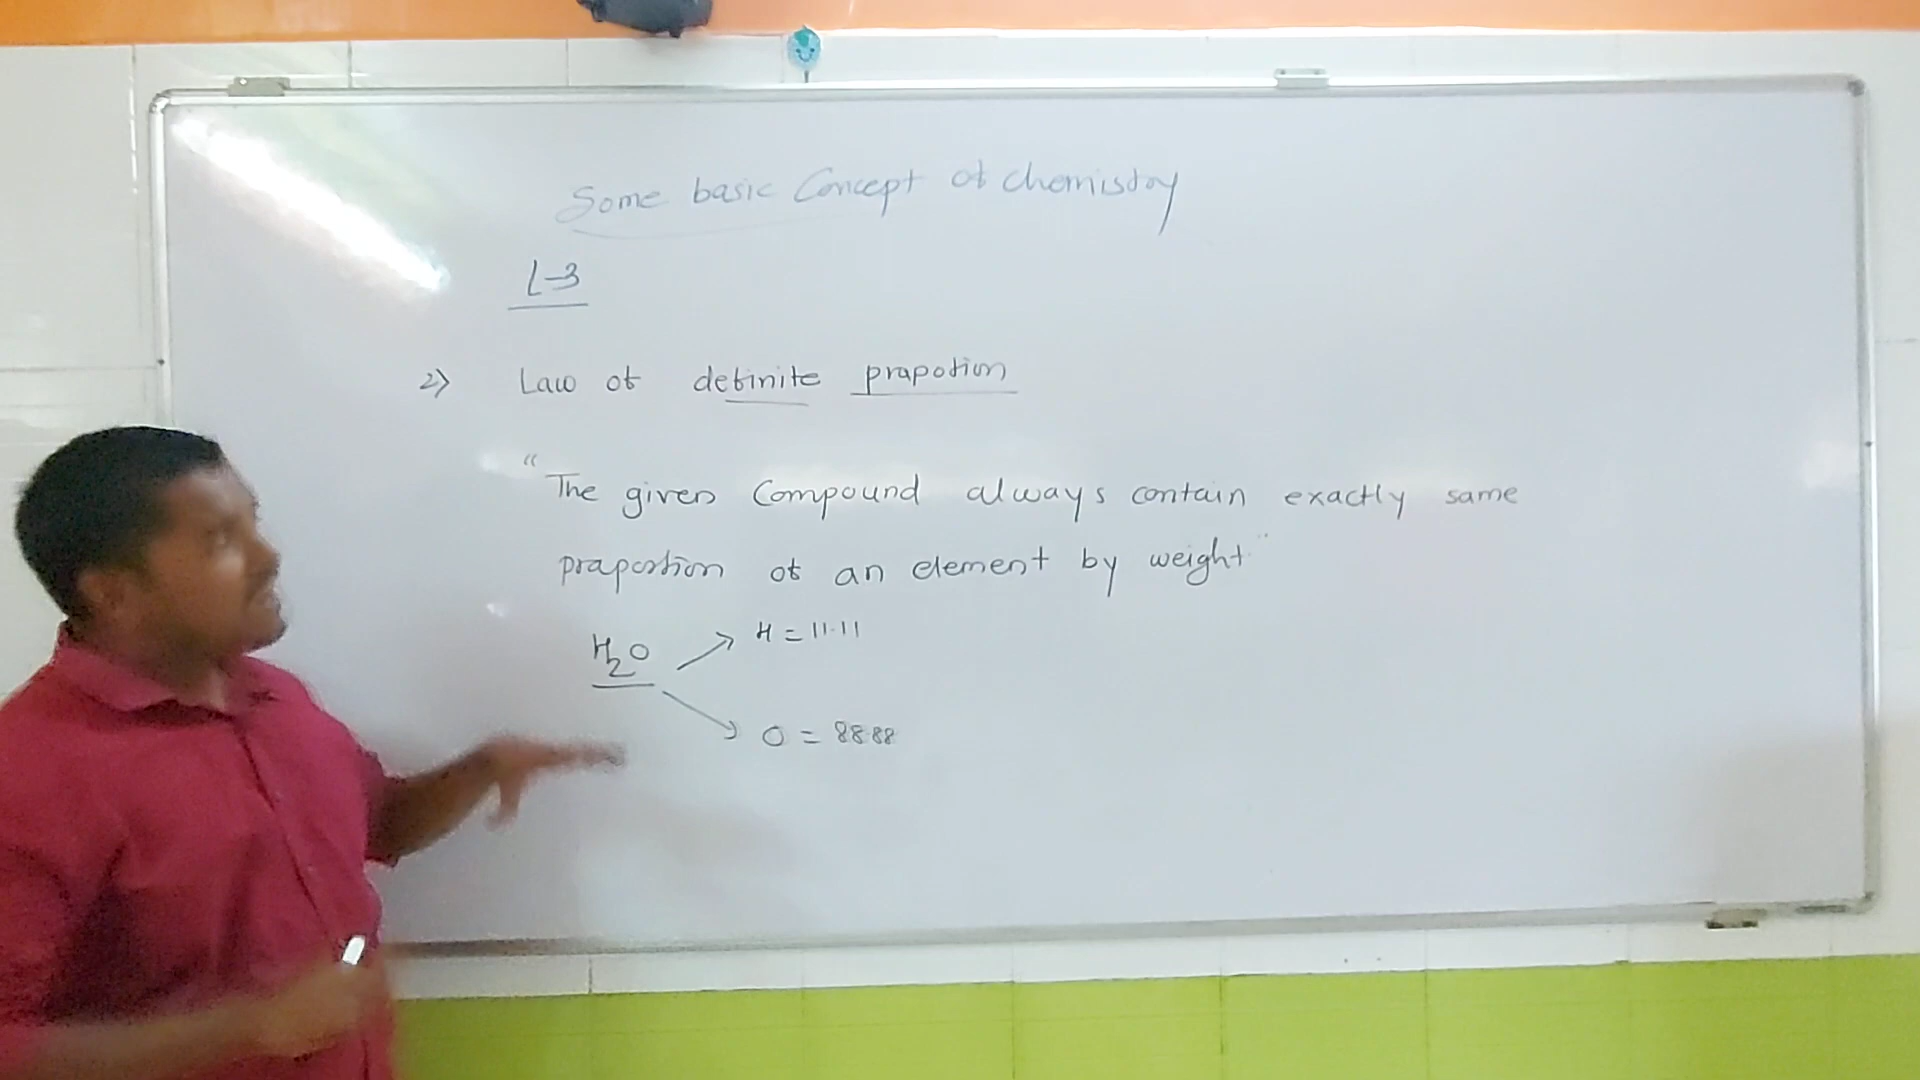 Some basic Concept of chemistry
L-3
2) Law of definite prapotion
"The given Compound always contain exactly same
praportion of an element by weight"
H = 11.11
H2O
O = 88.88